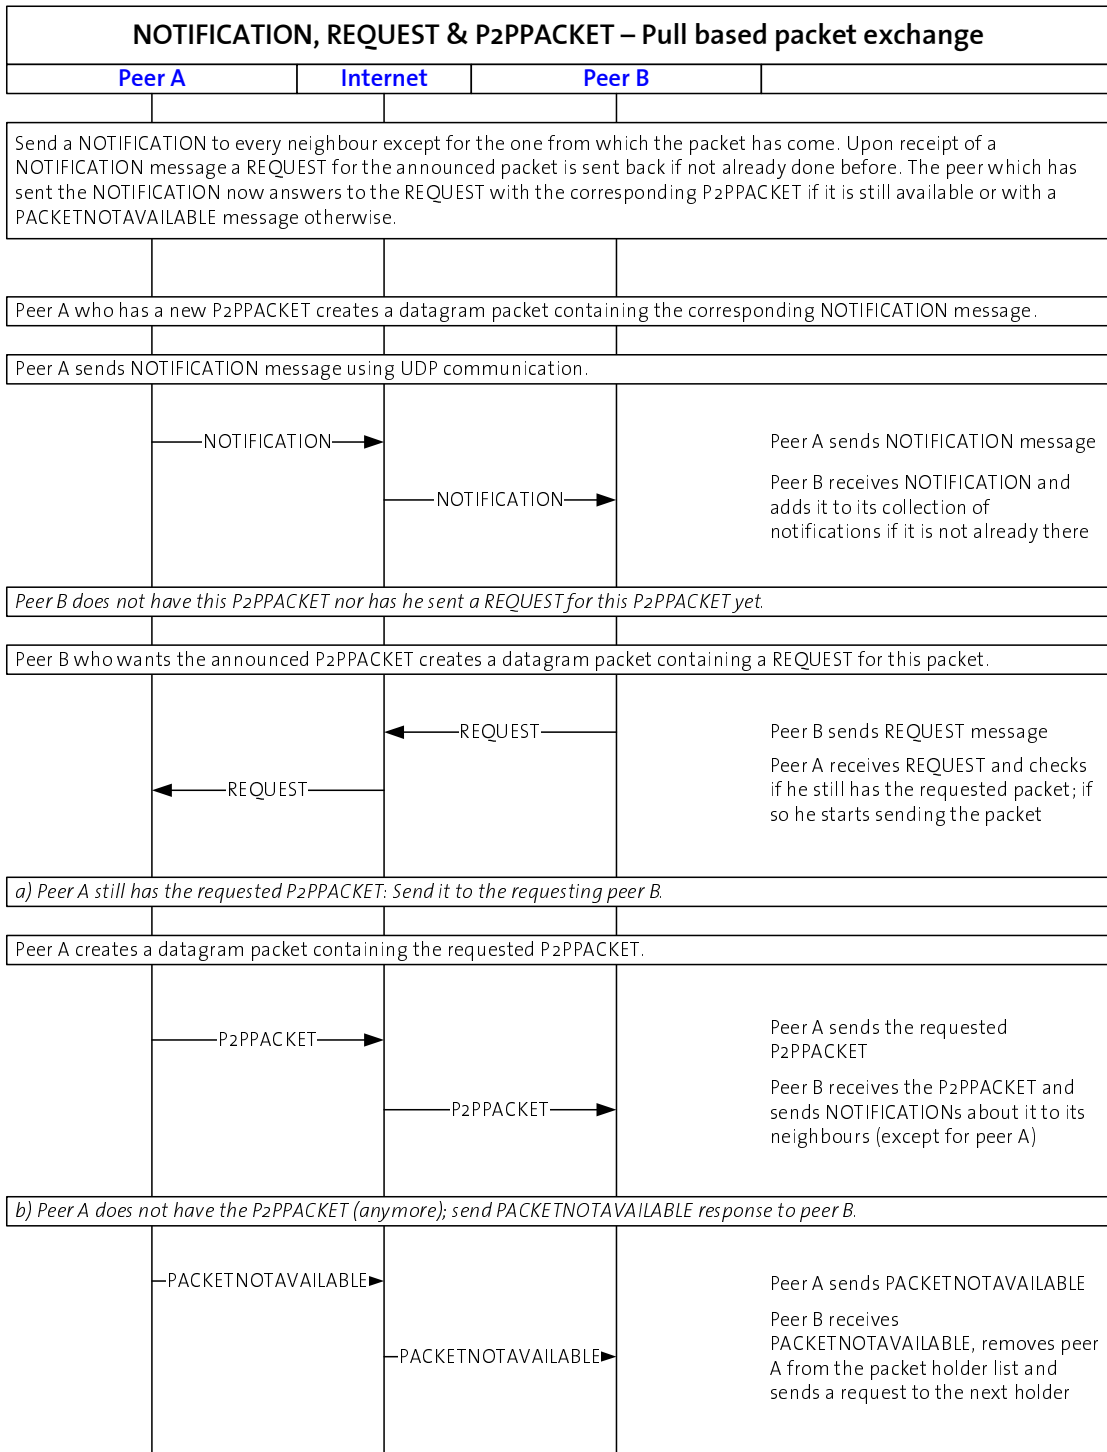 NOTIFICATION, REQUEST & P2PPACKET – Pull based packet exchange
Peer A Internet Peer B
Send a NOTIFICATION to every neighbour except for the one from which the packet has come. Upon receipt of a
NOTIFICATION message a REQUEST for the announced packet is sent back if not already done before. The peer which has
sent the NOTIFICATION now answers to the REQUEST with the corresponding P2PPACKET if it is still available or with a
PACKETNOTAVAILABLE message otherwise.
Peer A who has a new P2PPACKET creates a datagram packet containing the corresponding NOTIFICATION message.
Peer A sends NOTIFICATION message using UDP communication.
NOTIFICATION
Peer A sends NOTIFICATION message
NOTIFICATION
Peer B receives NOTIFICATION and
adds it to its collection of
notifications if it is not already there
Peer B does not have this P2PPACKET nor has he sent a REQUEST for this P2PPACKET yet.
Peer B who wants the announced P2PPACKET creates a datagram packet containing a REQUEST for this packet.
REQUEST
Peer B sends REQUEST message
REQUEST
Peer A receives REQUEST and checks
if he still has the requested packet; if
so he starts sending the packet
a) Peer A still has the requested P2PPACKET: Send it to the requesting peer B.
Peer A creates a datagram packet containing the requested P2PPACKET.
P2PPACKET
Peer A sends the requested
P2PPACKET
P2PPACKET
Peer B receives the P2PPACKET and
sends NOTIFICATIONs about it to its
neighbours (except for peer A)
b) Peer A does not have the P2PPACKET (anymore); send PACKETNOTAVAILABLE response to peer B.
PACKETNOTAVAILABLE
Peer A sends PACKETNOTAVAILABLE
PACKETNOTAVAILABLE
Peer B receives
PACKETNOTAVAILABLE, removes peer
A from the packet holder list and
sends a request to the next holder